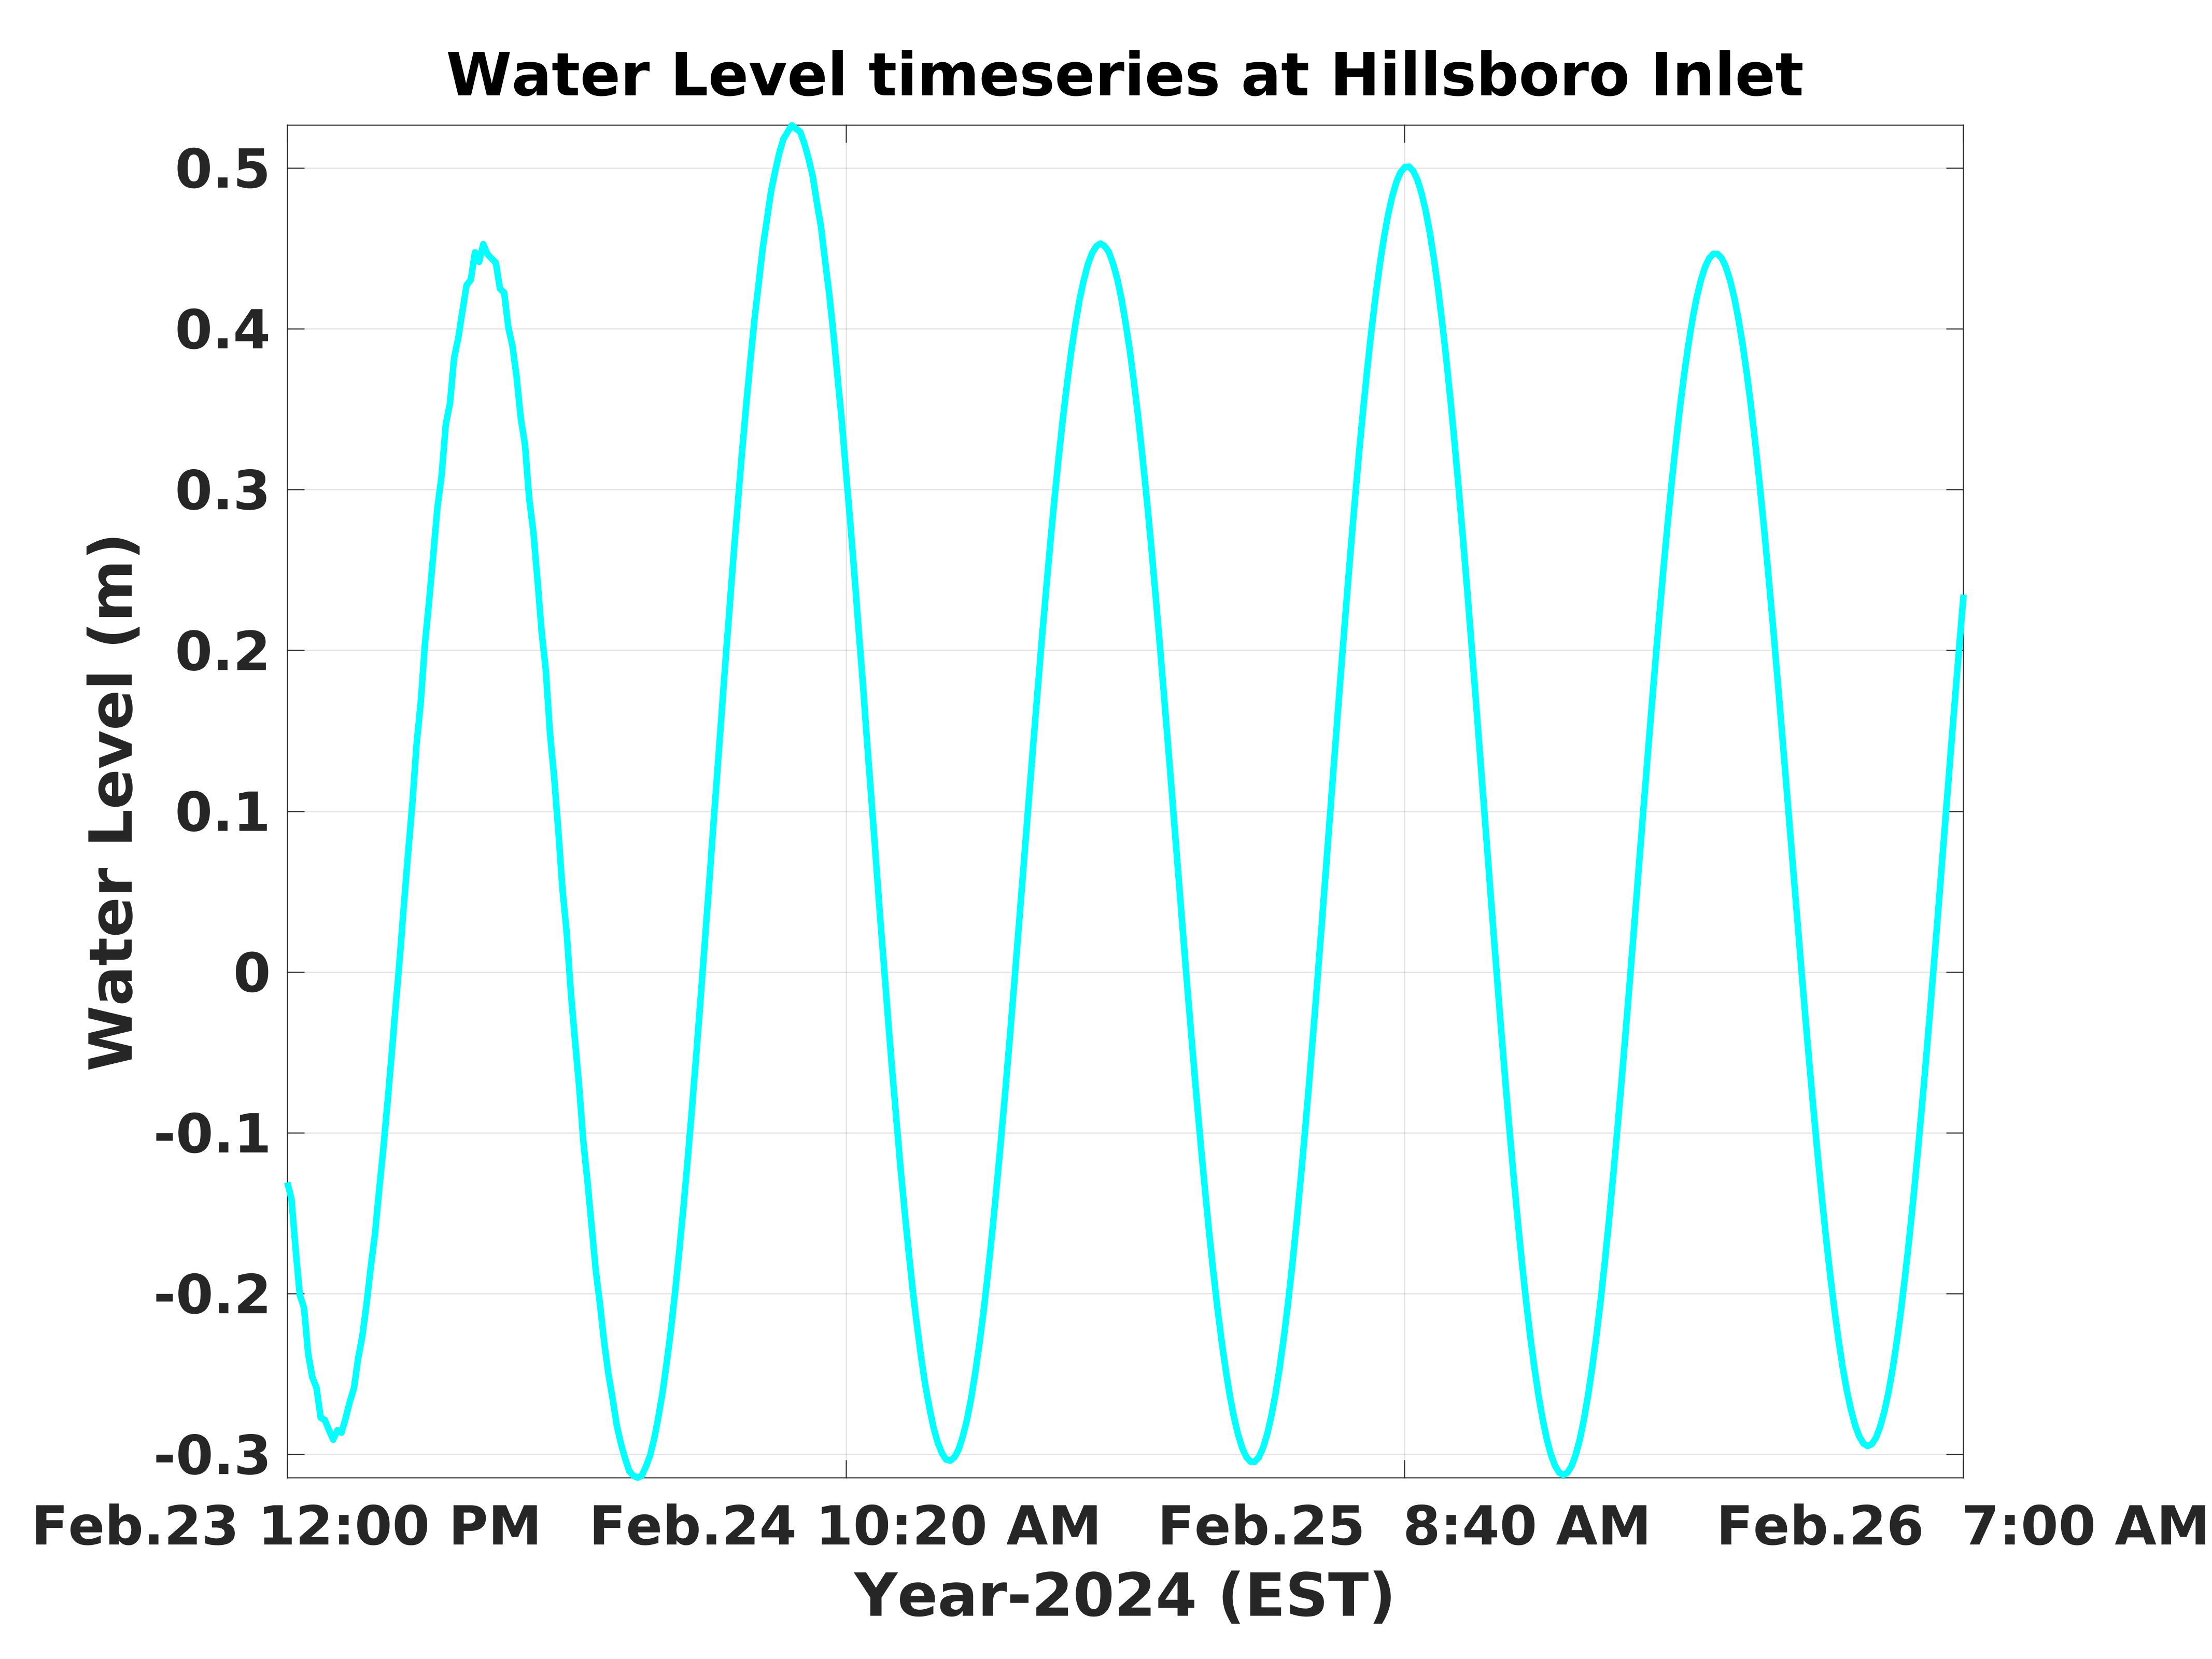 Water Level timeseries at Hillsboro Inlet
0.5
0.4
0.3
0.2
0.1
0
-0.1
-0.2
-0.3
Water Level (m)
Feb.23 12:00 PM Feb.24 10:20 AM Feb.25 8:40 AM Feb.26 7:00 AM
Year-2024 (EST)